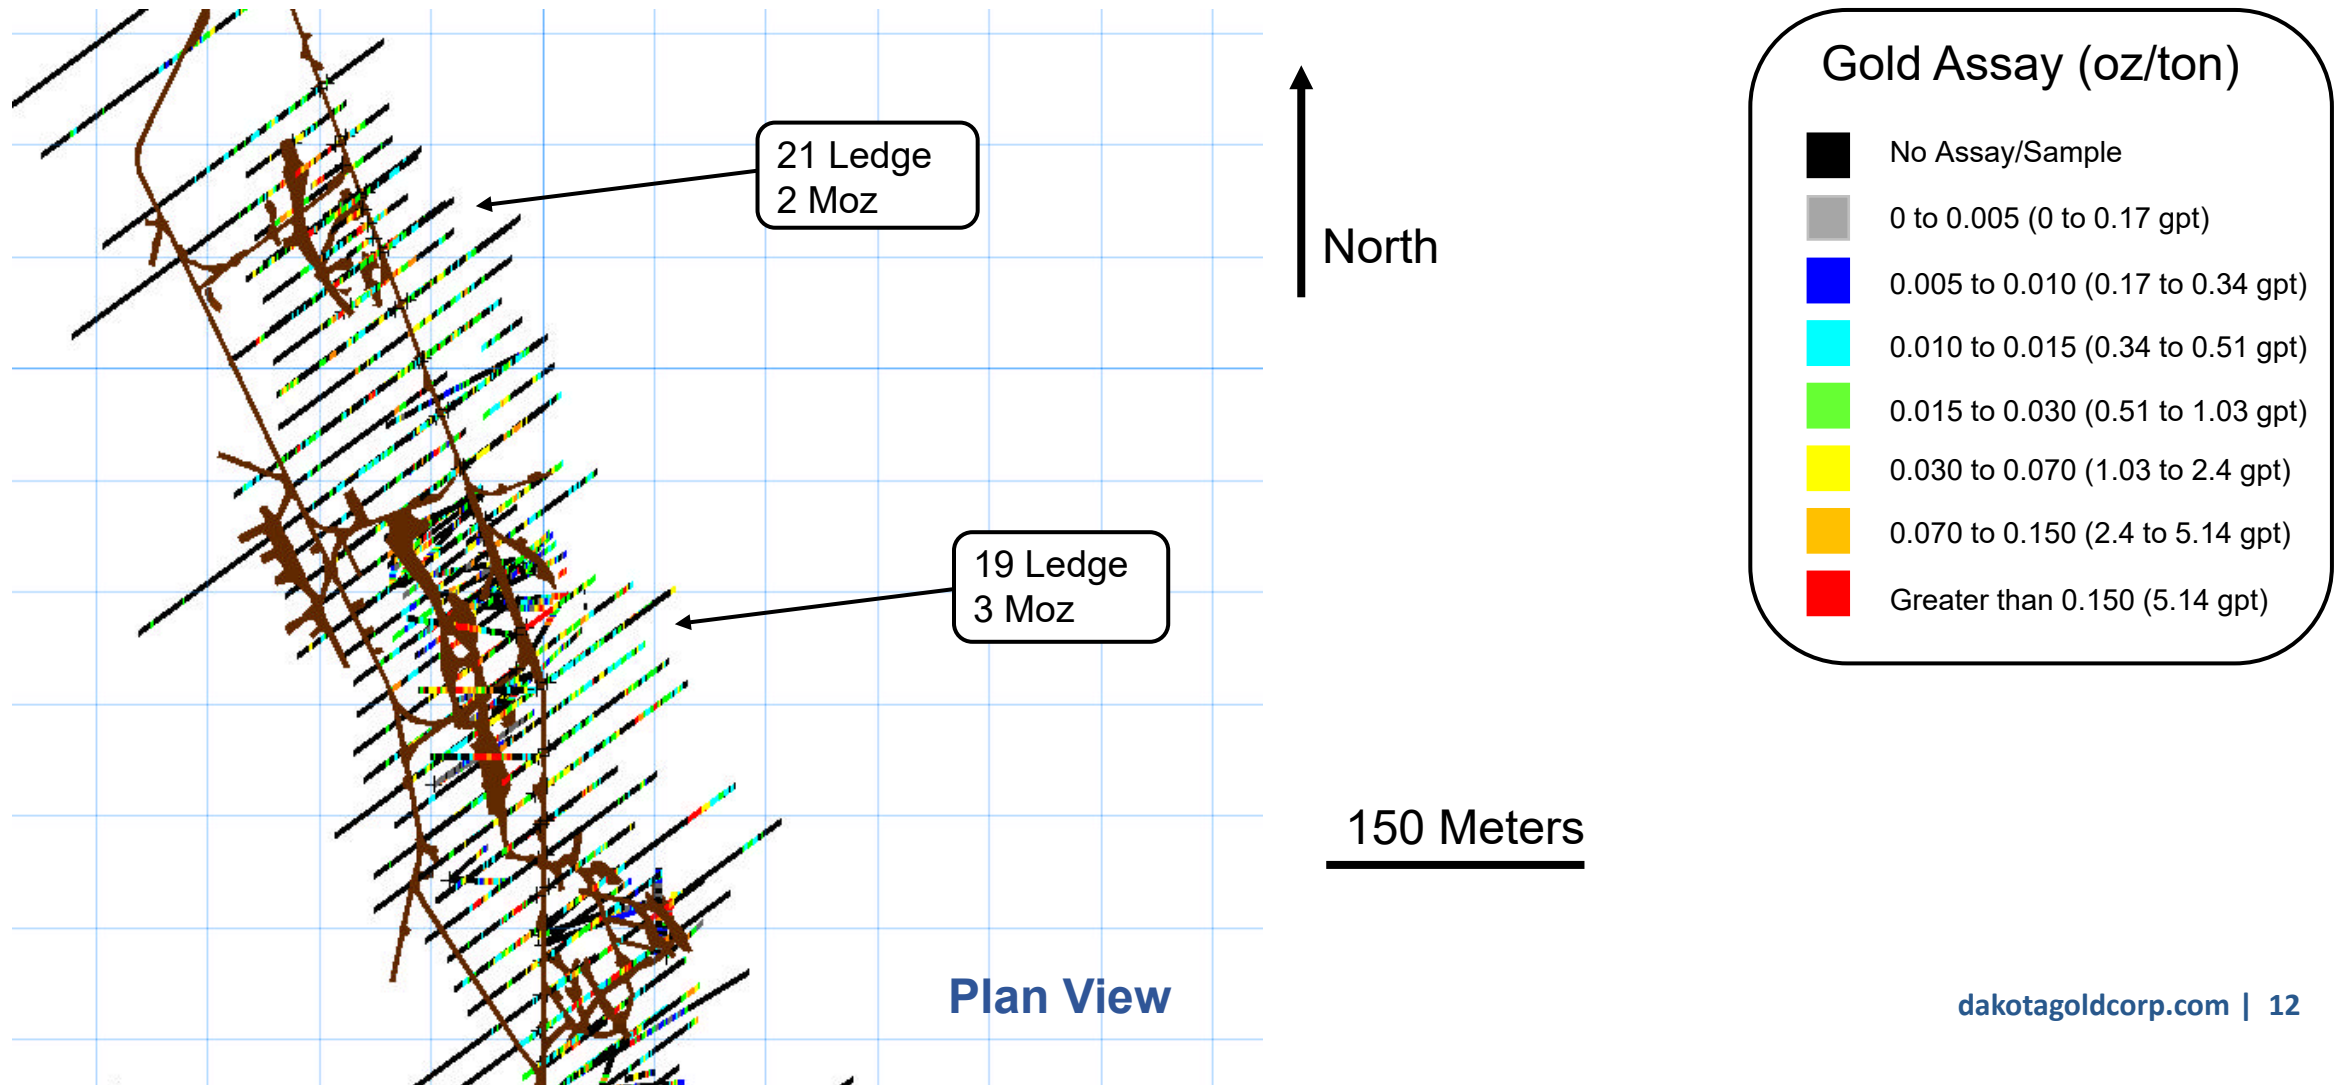 21 Ledge
2 Moz
North
19 Ledge
3 Moz
150 Meters
Plan View
Gold Assay (oz/ton)
No Assay/Sample
0 to 0.005 (0 to 0.17 gpt)
0.005 to 0.010 (0.17 to 0.34 gpt)
0.010 to 0.015 (0.34 to 0.51 gpt)
0.015 to 0.030 (0.51 to 1.03 gpt)
0.030 to 0.070 (1.03 to 2.4 gpt)
0.070 to 0.150 (2.4 to 5.14 gpt)
Greater than 0.150 (5.14 gpt)
dakotagoldcorp.com | 12